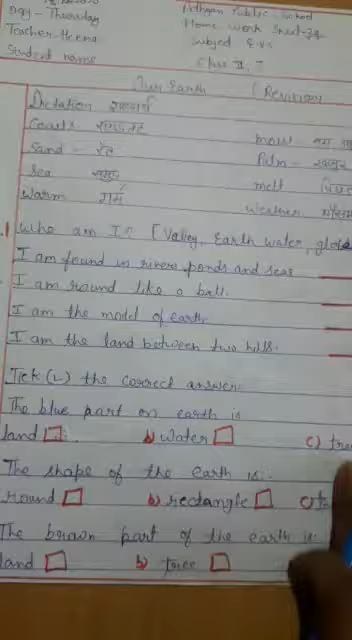 Day - Thursday
Public School
Teacher - Heena
Home work Sheet-
Student name
Subject E.V.S
Class II
Our Earth (Revision)
Dictation शब्दार्थ
Coast - समुद्रतट
Sand - रेत
Palm -
Sea समुद्र
melt
Warm गर्म
weather
Who am I? [Valley, Earth water, globe
I am found in rivers ponds and seas
I am round like a ball.
I am the model of earth.
I am the land between two hills.
Tick (L) the correct answer.
The blue part on earth is
land b) water c) tree
The shape of the earth is:-
round b) rectangle c)
The brown part of the earth is
land b) tree